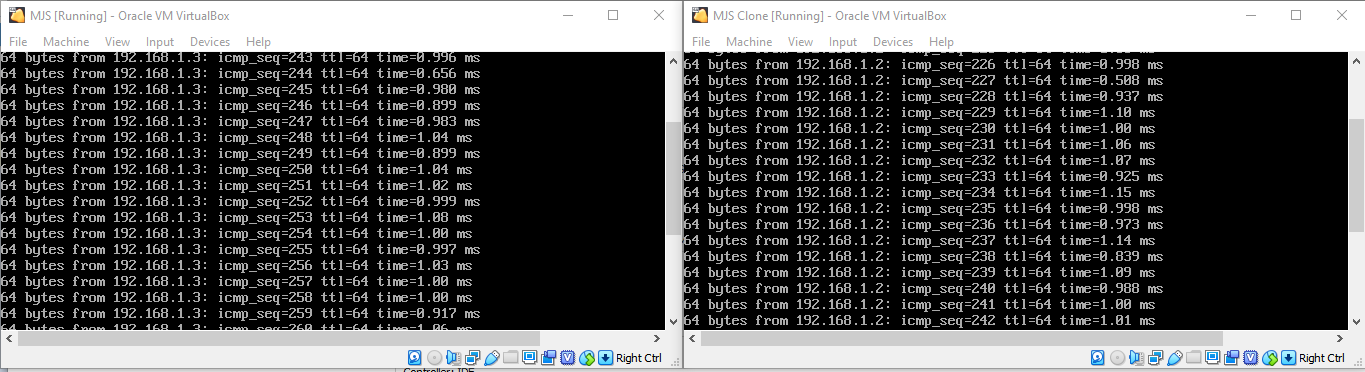 MJS [Running] - Oracle VM VirtualBox
File Machine View Input Devices Help
64 bytes from 192.168.1.3: icmp_seq=243 ttl=64 time=0.996 ms
64 bytes from 192.168.1.3: icmp_seq=244 ttl=64 time=0.656 ms
64 bytes from 192.168.1.3: icmp_seq=245 ttl=64 time=0.980 ms
64 bytes from 192.168.1.3: icmp_seq=246 ttl=64 time=0.899 ms
64 bytes from 192.168.1.3: icmp_seq=247 ttl=64 time=0.983 ms
64 bytes from 192.168.1.3: icmp_seq=248 ttl=64 time=1.04 ms
64 bytes from 192.168.1.3: icmp_seq=249 ttl=64 time=0.899 ms
64 bytes from 192.168.1.3: icmp_seq=250 ttl=64 time=1.04 ms
64 bytes from 192.168.1.3: icmp_seq=251 ttl=64 time=1.02 ms
64 bytes from 192.168.1.3: icmp_seq=252 ttl=64 time=0.999 ms
64 bytes from 192.168.1.3: icmp_seq=253 ttl=64 time=1.08 ms
64 bytes from 192.168.1.3: icmp_seq=254 ttl=64 time=1.00 ms
64 bytes from 192.168.1.3: icmp_seq=255 ttl=64 time=0.997 ms
64 bytes from 192.168.1.3: icmp_seq=256 ttl=64 time=1.03 ms
64 bytes from 192.168.1.3: icmp_seq=257 ttl=64 time=1.00 ms
64 bytes from 192.168.1.3: icmp_seq=258 ttl=64 time=1.00 ms
64 bytes from 192.168.1.3: icmp_seq=259 ttl=64 time=0.917 ms
64 bytes from 192.168.1.3: icmp_seq=260 ttl=64 time=1.06 ms
Right Ctrl
MJS Clone [Running] - Oracle VM VirtualBox
File Machine View Input Devices Help
64 bytes from 192.168.1.2: icmp_seq=226 ttl=64 time=0.998 ms
64 bytes from 192.168.1.2: icmp_seq=227 ttl=64 time=0.508 ms
64 bytes from 192.168.1.2: icmp_seq=228 ttl=64 time=0.937 ms
64 bytes from 192.168.1.2: icmp_seq=229 ttl=64 time=1.10 ms
64 bytes from 192.168.1.2: icmp_seq=230 ttl=64 time=1.00 ms
64 bytes from 192.168.1.2: icmp_seq=231 ttl=64 time=1.06 ms
64 bytes from 192.168.1.2: icmp_seq=232 ttl=64 time=1.07 ms
64 bytes from 192.168.1.2: icmp_seq=233 ttl=64 time=0.925 ms
64 bytes from 192.168.1.2: icmp_seq=234 ttl=64 time=1.15 ms
64 bytes from 192.168.1.2: icmp_seq=235 ttl=64 time=0.998 ms
64 bytes from 192.168.1.2: icmp_seq=236 ttl=64 time=0.973 ms
64 bytes from 192.168.1.2: icmp_seq=237 ttl=64 time=1.14 ms
64 bytes from 192.168.1.2: icmp_seq=238 ttl=64 time=0.839 ms
64 bytes from 192.168.1.2: icmp_seq=239 ttl=64 time=1.09 ms
64 bytes from 192.168.1.2: icmp_seq=240 ttl=64 time=0.988 ms
64 bytes from 192.168.1.2: icmp_seq=241 ttl=64 time=1.00 ms
64 bytes from 192.168.1.2: icmp_seq=242 ttl=64 time=1.01 ms
Right Ctrl
Controller: IDE